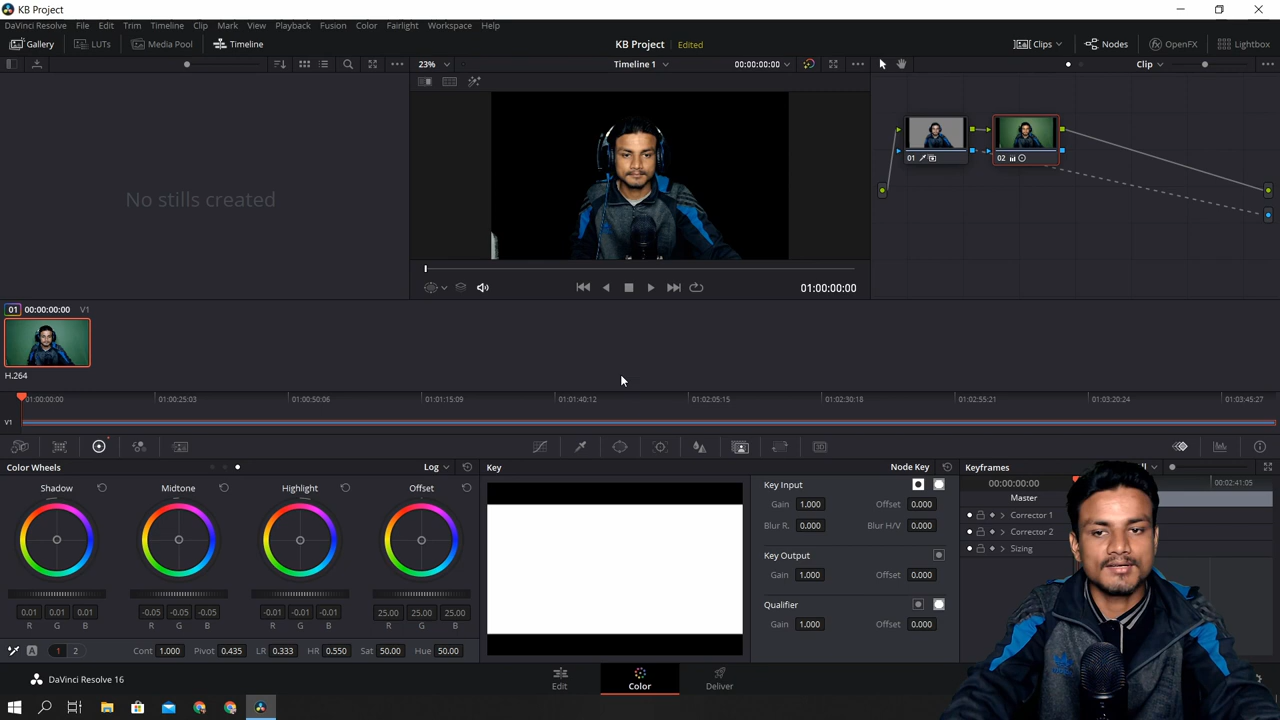 KB Project
DaVinci Resolve File Edit Trim Timeline Clip Mark View Playback Fusion Color Fairlight Workspace Help
Gallery LUTs Media Pool Timeline KB Project Edited Clips Nodes OpenFX Lightbox
23% Timeline 1 00:00:00:00 Clip
No stills created
01
02
01:00:00:00
01 00:00:00:00 V1
H.264
01:00:00:00 01:00:25:03 01:00:50:06 01:01:15:09 01:01:40:12 01:02:05:15 01:02:30:18 01:02:55:21 01:03:20:24 01:03:45:27
V1
Color Wheels Log Key Node Key Keyframes
Shadow Midtone Highlight Offset
Key Input
Gain 1.000 Offset 0.000
Blur R. 0.000 Blur H/V 0.000
Key Output
Gain 1.000 Offset 0.000
Qualifier
Gain 1.000 Offset 0.000
00:00:00:00 00:02:41:05
Master
Corrector 1
Corrector 2
Sizing
0.01 0.01 0.01 -0.05 -0.05 -0.05 -0.01 -0.01 -0.01 25.00 25.00 25.00
R G B R G B R G B R G B
A 1 2 Cont 1.000 Pivot 0.435 LR 0.333 HR 0.550 Sat 50.00 Hue 50.00
DaVinci Resolve 16 Edit Color Deliver